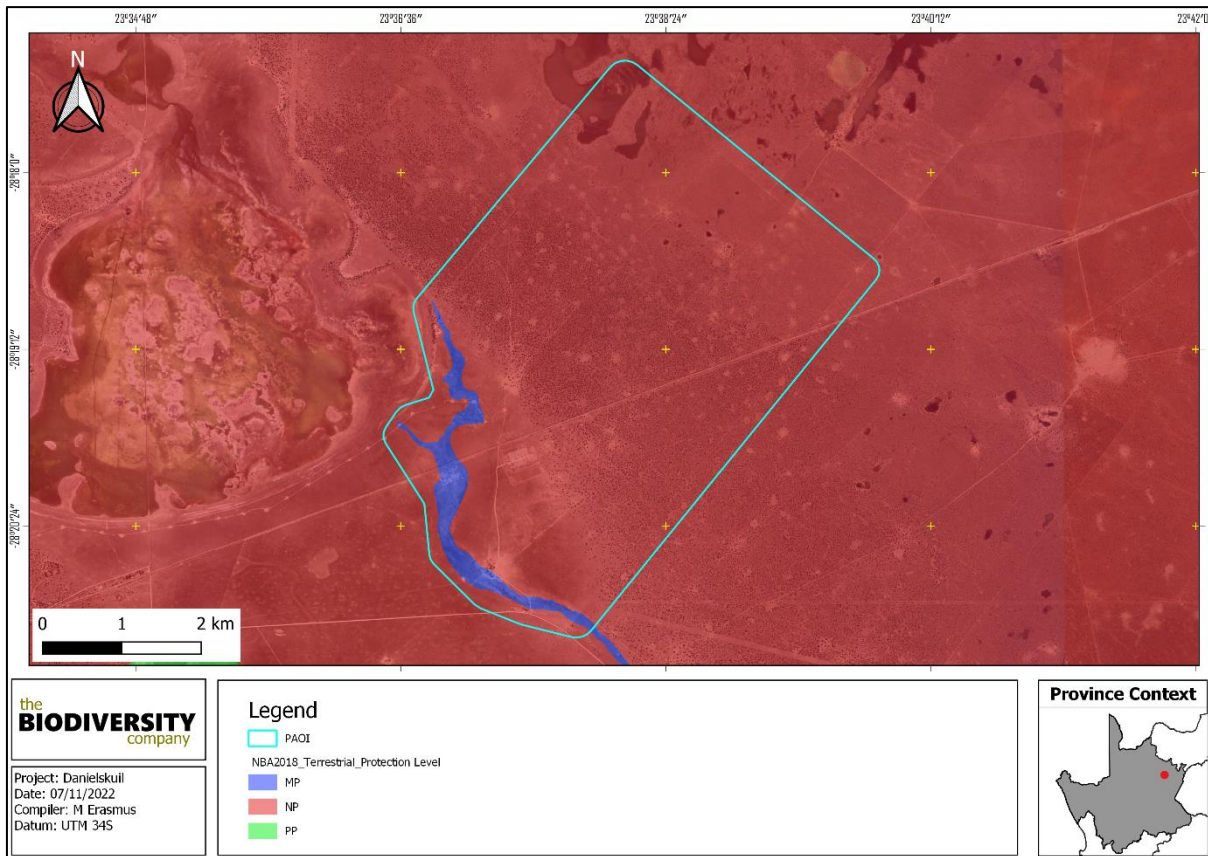 23°34'48"
23°36'36"
23°38'24"
23°40'12"
23°42'0
N
-28°18'0"
-28°19'12"
-28°20'24"
0 1 2 km
the
BIODIVERSITY
company
Project: Danielskuil
Date: 07/11/2022
Compiler: M Erasmus
Datum: UTM 34S
Legend
PAOI
NBA2018_Terrestrial_Protection Level
MP
NP
PP
Province Context